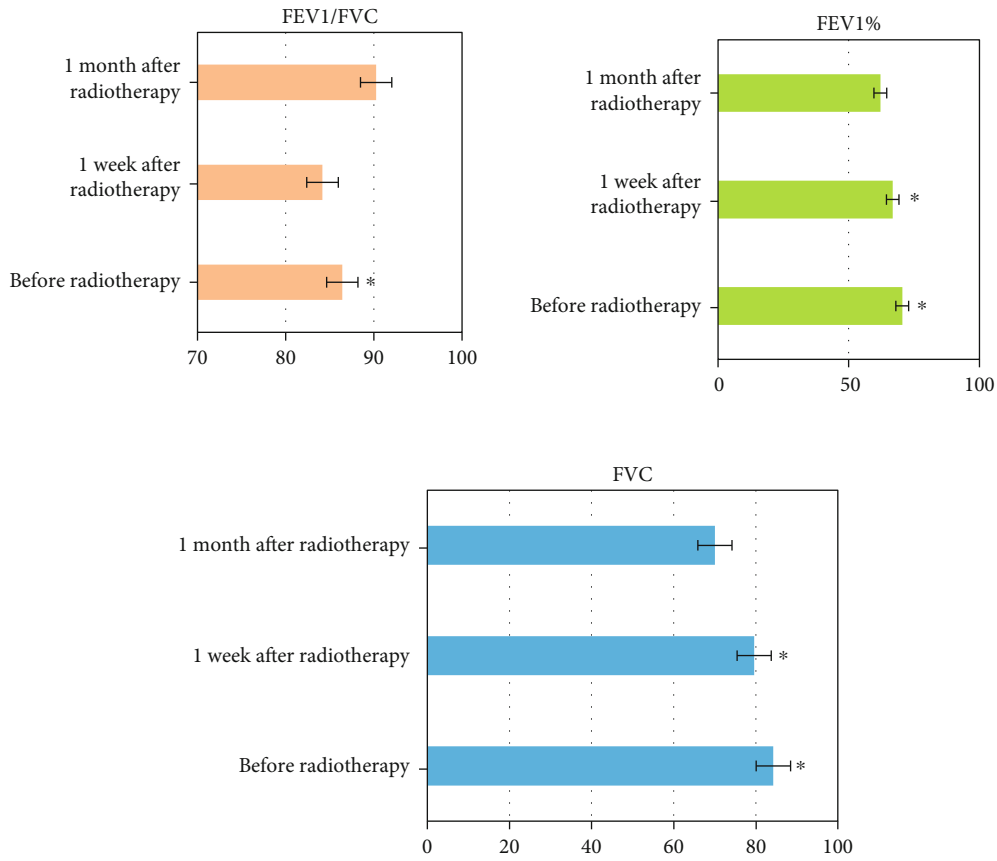 FEV1/FVC
1 month after
radiotherapy
1 week after
radiotherapy
*
Before radiotherapy
70 80 90 100
FEV1%
1 month after
radiotherapy
1 week after
radiotherapy
*
Before radiotherapy
*
0 50 100
FVC
1 month after radiotherapy
1 week after radiotherapy
*
Before radiotherapy
*
0 20 40 60 80 100